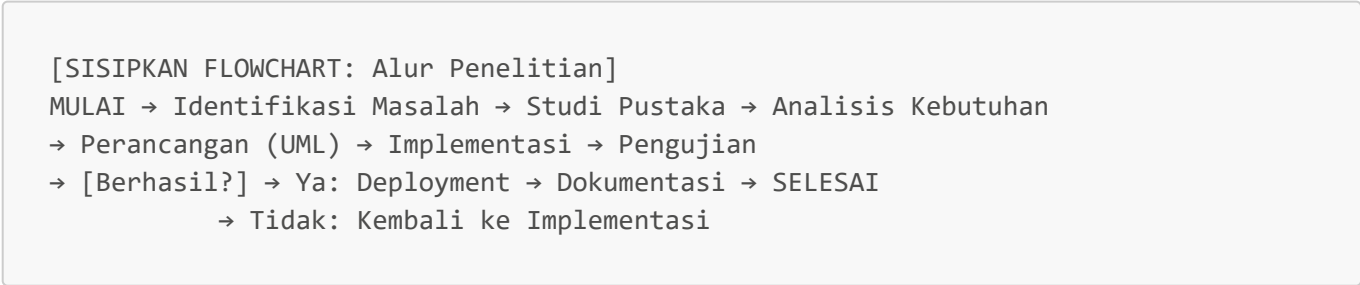 [SISIPKAN FLOWCHART: Alur Penelitian]
MULAI → Identifikasi Masalah → Studi Pustaka → Analisis Kebutuhan
→ Perancangan (UML) → Implementasi → Pengujian
→ [Berhasil?] → Ya: Deployment → Dokumentasi → SELESAI
→ Tidak: Kembali ke Implementasi